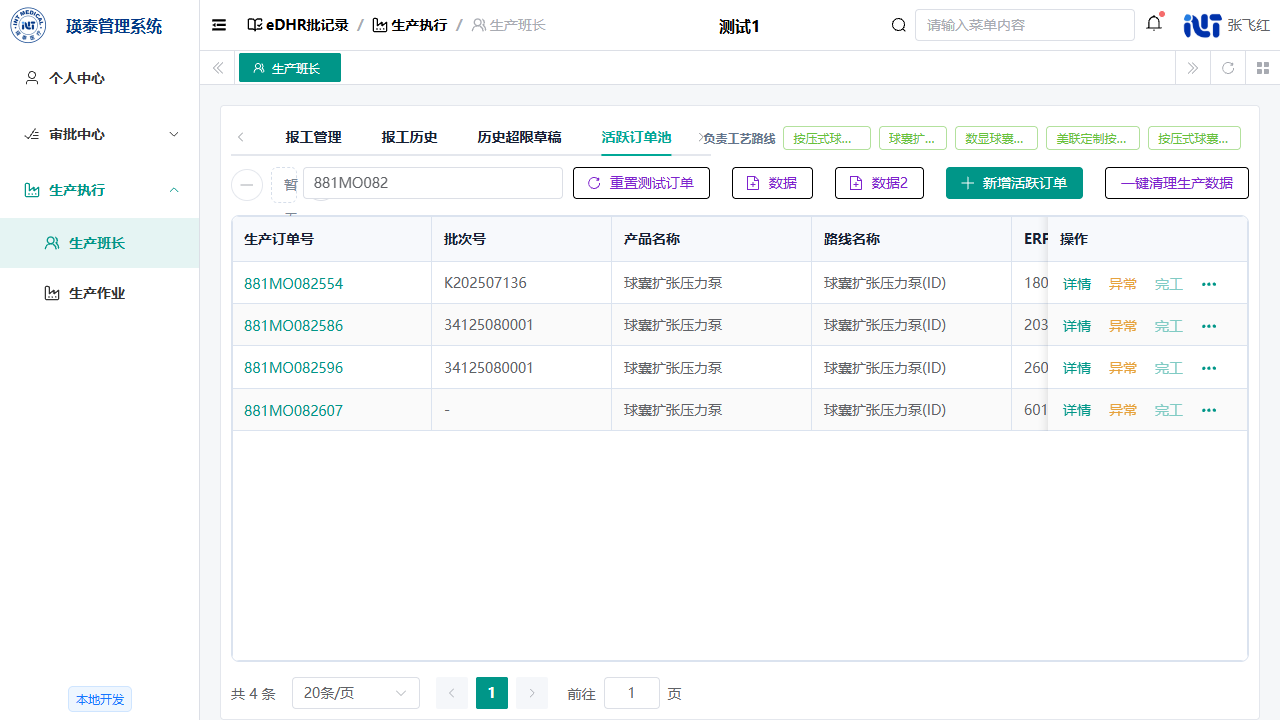 瑛泰管理系统
eDHR批记录 / 生产执行 / 生产班长
测试1
请输入菜单内容
张飞红
个人中心
审批中心
生产执行
生产班长
生产作业
本地开发
生产班长
报工管理
报工历史
历史超限草稿
活跃订单池
负责工艺路线
按压式球...
球囊扩...
数显球囊...
美联定制按...
按压式球囊...
暂
881MO082
重置测试订单
数据
数据2
新增活跃订单
一键清理生产数据
生产订单号 批次号 产品名称 路线名称 ERP 操作
881MO082554 K202507136 球囊扩张压力泵 球囊扩张压力泵(ID) 180 详情 异常 完工
881MO082586 34125080001 球囊扩张压力泵 球囊扩张压力泵(ID) 203 详情 异常 完工
881MO082596 34125080001 球囊扩张压力泵 球囊扩张压力泵(ID) 260 详情 异常 完工
881MO082607 - 球囊扩张压力泵 球囊扩张压力泵(ID) 601 详情 异常 完工
共 4 条 20条/页 1 前往 1 页